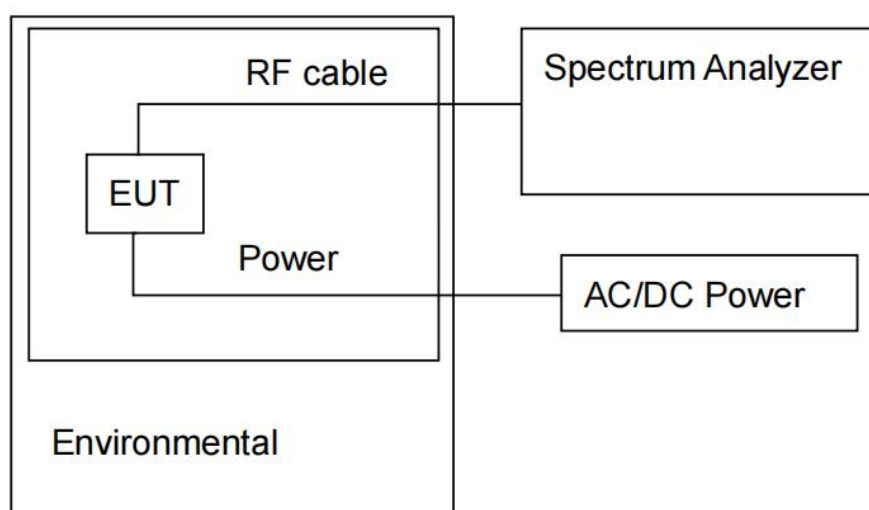 RF cable
Spectrum Analyzer
EUT
Power
AC/DC Power
Environmental